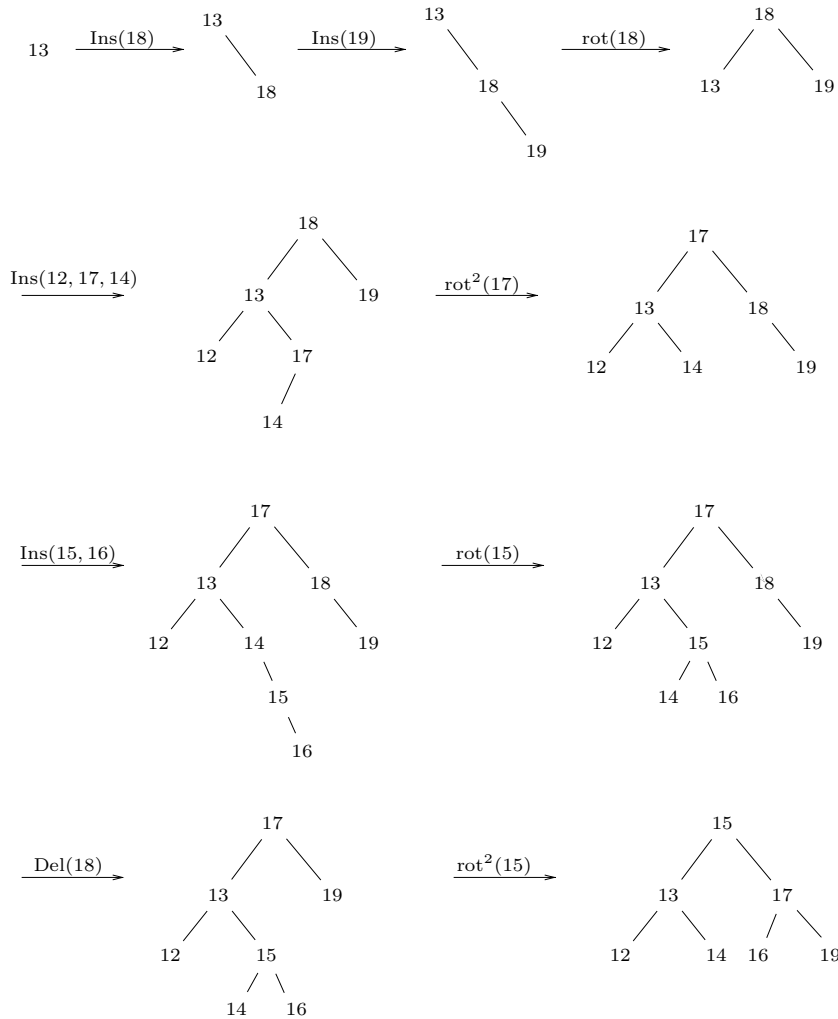 13 Ins(18) 13 Ins(19) 13 rot(18) 18
18 18 13 19
19
18 17
Ins(12, 17, 14) 13 19 rot²(17) 13 18
12 17 12 14 19
14
17 17
Ins(15, 16) 13 18 rot(15) 13 18
12 14 19 12 15 19
15 14 16
16
17 15
Del(18) 13 19 rot²(15) 13 17
12 15 12 14 16 19
14 16